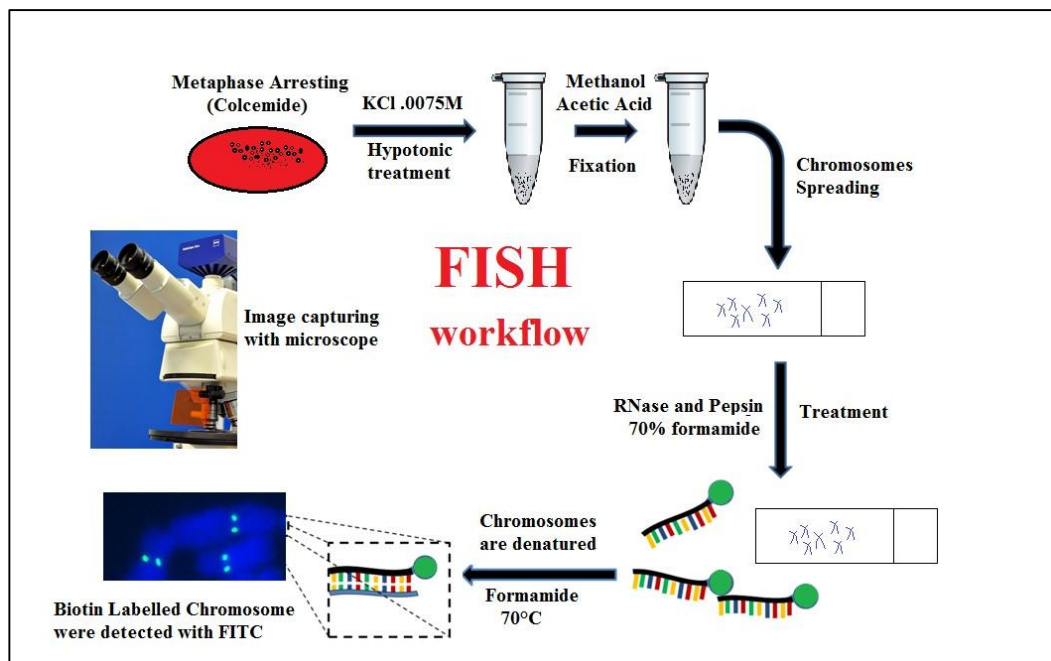 Metaphase Arresting
(Colcemide)
KCl .0075M
Hypotonic
treatment
Methanol
Acetic Acid
Fixation
Chromosomes
Spreading
FISH
workflow
Image capturing
with microscope
RNase and Pepsin
70% formamide
Treatment
Chromosomes
are denatured
Formamide
70°C
Biotin Labelled Chromosome
were detected with FITC